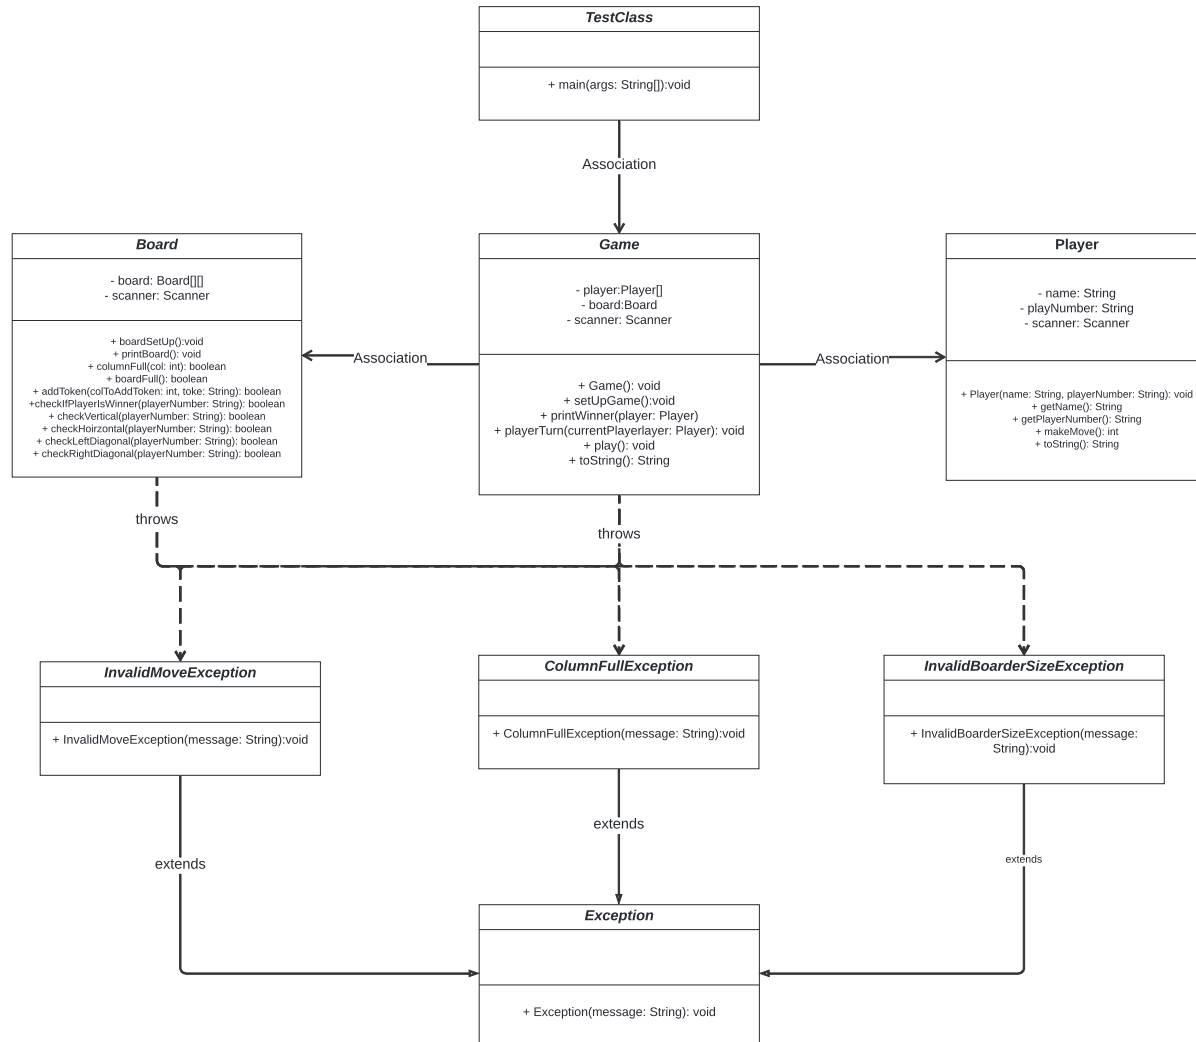 TestClass
+ main(args: String[]):void
Association
Board
- board: Board[][]
- scanner: Scanner
+ boardSetUp():void
+ printBoard(): void
+ columnFull(col: int): boolean
+ boardFull(): boolean
+ addToken(colToAddToken: int, toke: String): boolean
+checkIfPlayerIsWinner(playerNumber: String): boolean
+ checkVertical(playerNumber: String): boolean
+ checkHoirzontal(playerNumber: String): boolean
+ checkLeftDiagonal(playerNumber: String): boolean
+ checkRightDiagonal(playerNumber: String): boolean
Association
Game
- player:Player[]
- board:Board
- scanner: Scanner
+ Game(): void
+ setUpGame():void
+ printWinner(player: Player)
+ playerTurn(currentPlayerlayer: Player): void
+ play(): void
+ toString(): String
Association
Player
- name: String
- playNumber: String
- scanner: Scanner
+ Player(name: String, playerNumber: String): void
+ getName(): String
+ getPlayerNumber(): String
+ makeMove(): int
+ toString(): String
throws
throws
InvalidMoveException
+ InvalidMoveException(message: String):void
ColumnFullException
+ ColumnFullException(message: String):void
InvalidBoarderSizeException
+ InvalidBoarderSizeException(message:
String):void
extends
extends
extends
Exception
+ Exception(message: String): void